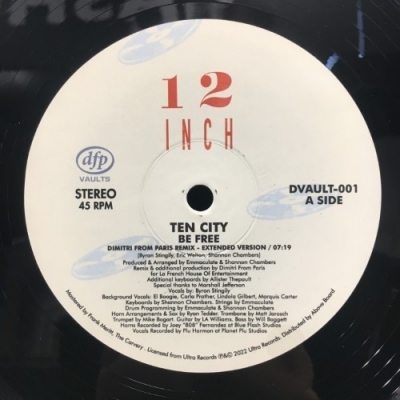 12
INCH
dfp
VAULTS
STEREO
45 RPM
DVAULT-001
A SIDE
TEN CITY
BE FREE
DIMITRI FROM PARIS REMIX - EXTENDED VERSION / 07:19
(Byron Stingily, Eric Welton, Shannon Chambers)
Produced & Arranged by Emmaculate & Shannon Chambers
Remix & additional production by Dimitri From Paris
for La French House Of Entertainment
Additional keyboards by Allister Thepault
Special thanks to Marshall Jefferson
Vocals by: Byron Stingily
Background Vocals: El Boogie, Carla Prather, Lindola Gilbert, Marquis Carter
Keyboards by Shannon Chambers. Strings by Emmaculate
Drum Programming by Emmaculate & Shannon Chambers
Horn Arrangements & Sax by Ryan Tedder. Trombone by Matt Jarosch
Trumpet by Mike Bogart. Guitar by LA Williams. Bass by Will Baggett
Horns Recorded by Joey "808" Fernandez at Blue Flash Studios
Vocals Recorded by Plu Harman at Planet Plu Studios
Mastered by Frank Merritt, The Carvery - Licensed from Ultra Records (P)&© 2022 Ultra Records, Distributed by Above Board